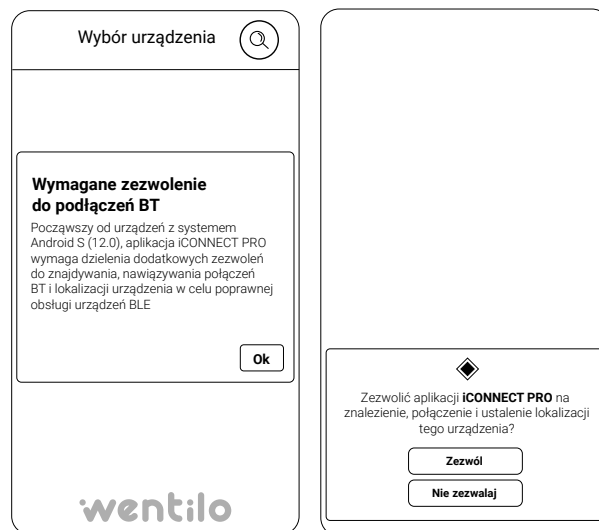 Wybór urządzenia
Wymagane zezwolenie
do podłączeń BT
Począwszy od urządzeń z systemem
Android S (12.0), aplikacja iCONNECT PRO
wymaga dzielenia dodatkowych zezwoleń
do znajdywania, nawiązywania połączeń
BT i lokalizacji urządzenia w celu poprawnej
obsługi urządzeń BLE
Ok
wentilo
Zezwolić aplikacji iCONNECT PRO na
znalezienie, połączenie i ustalenie lokalizacji
tego urządzenia?
Zezwól
Nie zezwalaj